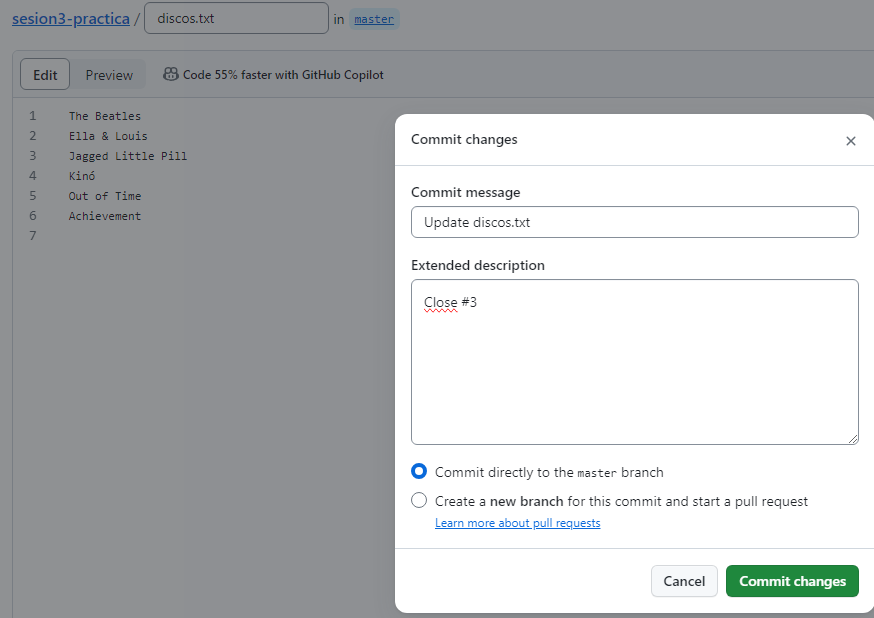 sesion3-practica / discos.txt in master
Edit Preview Code 55% faster with GitHub Copilot
1 The Beatles
2 Ella & Louis
3 Jagged Little Pill
4 Kinó
5 Out of Time
6 Achievement
7
Commit changes
Commit message
Update discos.txt
Extended description
Close #3
Commit directly to the master branch
Create a new branch for this commit and start a pull request
Learn more about pull requests
Cancel Commit changes